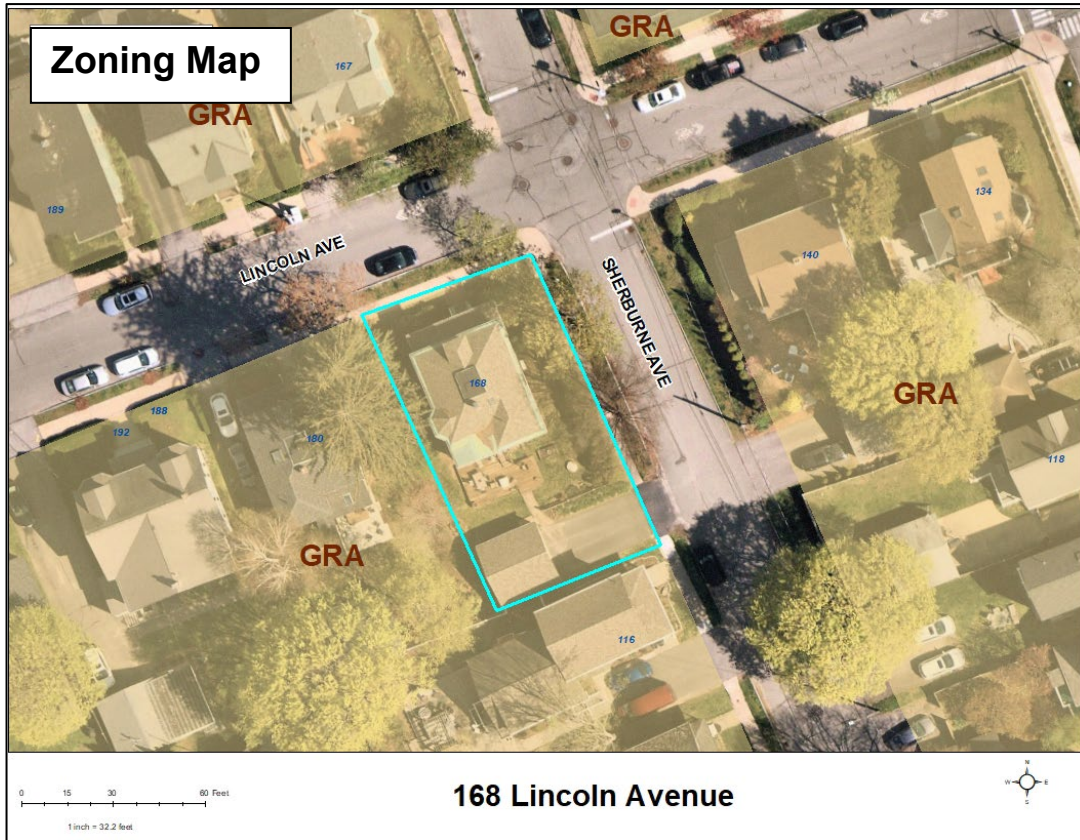 Zoning Map
GRA
167
GRA
189
134
LINCOLN AVE
140
SHERBURNE AVE
168
GRA
188
192
180
118
GRA
116
0 15 30 60 Feet
1 inch = 32.2 feet
168 Lincoln Avenue
N
W E
S